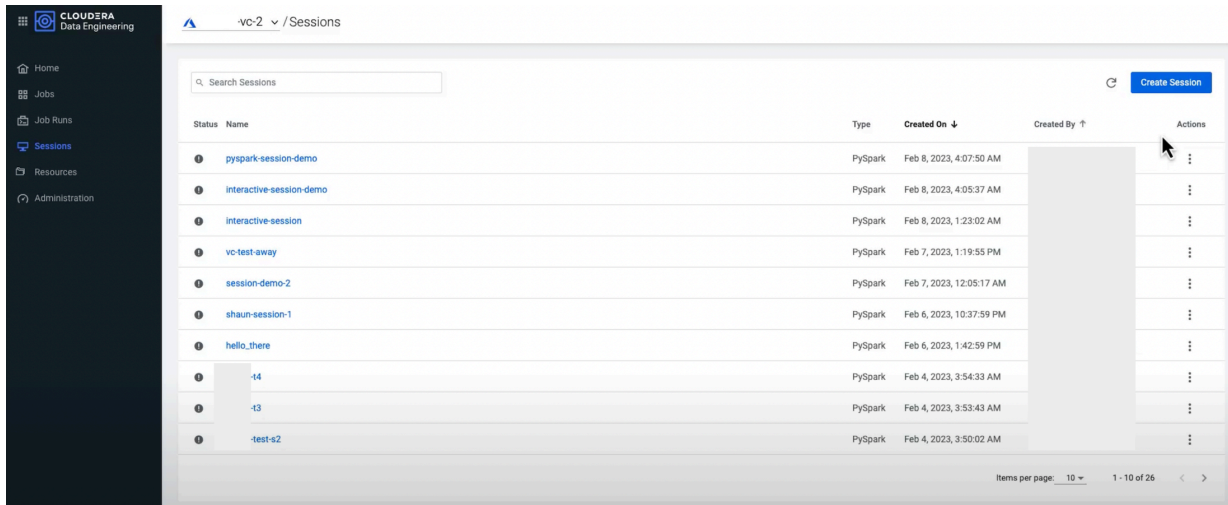 CLOUDERA
Data Engineering
-vc-2 / Sessions
Home
Jobs
Job Runs
Sessions
Resources
Administration
Search Sessions
Create Session
Status Name Type Created On ↓ Created By ↑ Actions
pyspark-session-demo PySpark Feb 8, 2023, 4:07:50 AM
interactive-session-demo PySpark Feb 8, 2023, 4:05:37 AM
interactive-session PySpark Feb 8, 2023, 1:23:02 AM
vc-test-away PySpark Feb 7, 2023, 1:19:55 PM
session-demo-2 PySpark Feb 7, 2023, 12:05:17 AM
shaun-session-1 PySpark Feb 6, 2023, 10:37:59 PM
hello_there PySpark Feb 6, 2023, 1:42:59 PM
-t4 PySpark Feb 4, 2023, 3:54:33 AM
-t3 PySpark Feb 4, 2023, 3:53:43 AM
-test-s2 PySpark Feb 4, 2023, 3:50:02 AM
Items per page: 10 1 - 10 of 26 < >